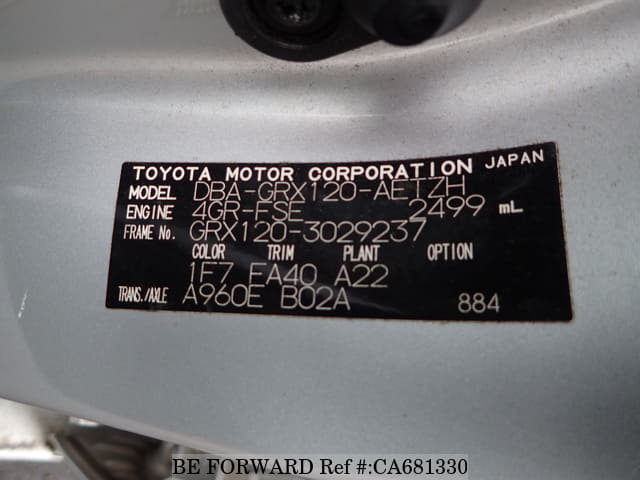 TOYOTA MOTOR CORPORATION JAPAN
MODEL DBA-GRX120-AETZH
ENGINE 4GR-FSE 2499 mL
FRAME No. GRX120-3029237
COLOR TRIM PLANT OPTION
1F7 FA40 A22
TRANS./AXLE A960E B02A 884
BE FORWARD Ref #:CA681330